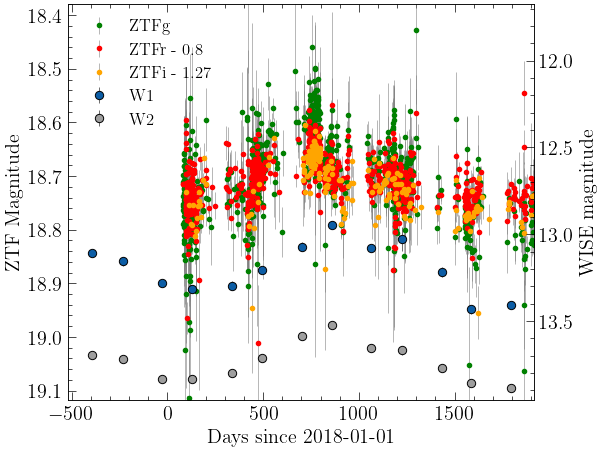 ZTFg
ZTFr - 0.8
ZTFi - 1.27
W1
W2
ZTF Magnitude
18.4
18.5
18.6
18.7
18.8
18.9
19.0
19.1
WISE magnitude
12.0
12.5
13.0
13.5
−500
0
500
1000
1500
Days since 2018-01-01